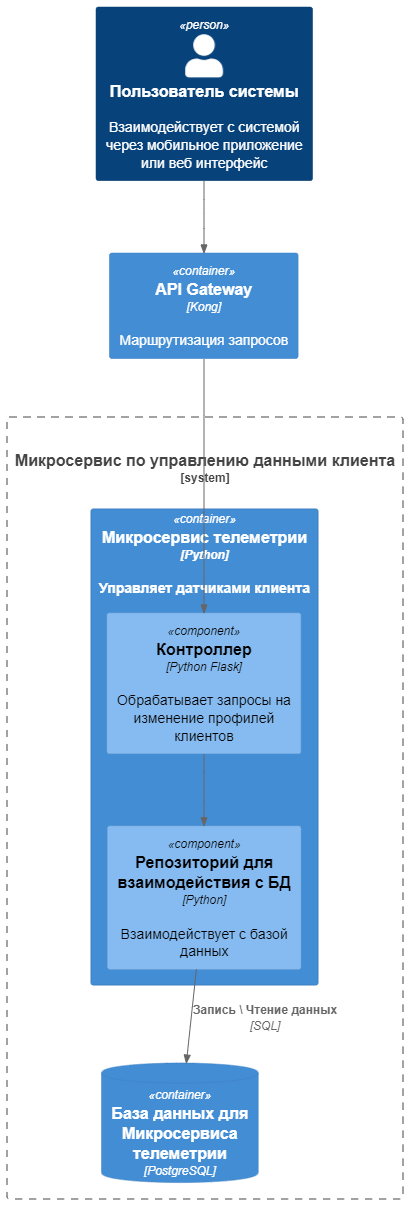 «person»
Пользователь системы
Взаимодействует с системой
через мобильное приложение
или веб интерфейс
«container»
API Gateway
[Kong]
Маршрутизация запросов
Микросервис по управлению данными клиента
[system]
«container»
Микросервис телеметрии
[Python]
Управляет датчиками клиента
«component»
Контроллер
[Python Flask]
Обрабатывает запросы на
изменение профилей
клиентов
«component»
Репозиторий для
взаимодействия с БД
[Python]
Взаимодействует с базой
данных
Запись \ Чтение данных
[SQL]
«container»
База данных для
Микросервиса
телеметрии
[PostgreSQL]